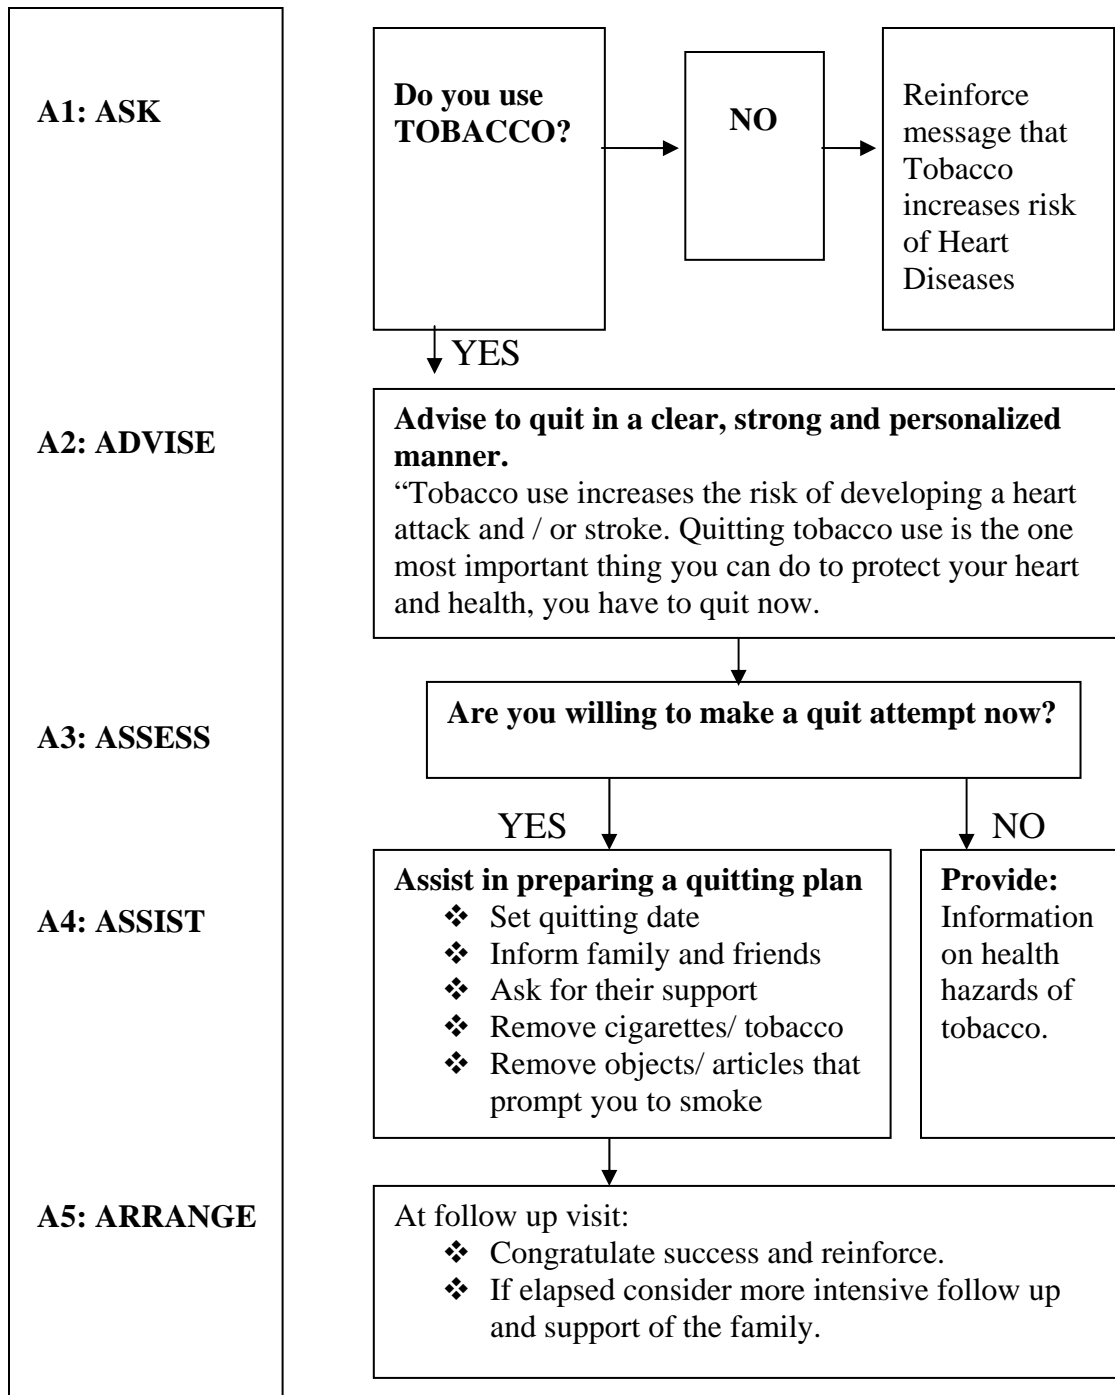 A1: ASK
Do you use
TOBACCO?
NO
Reinforce
message that
Tobacco
increases risk
of Heart
Diseases
YES
A2: ADVISE
Advise to quit in a clear, strong and personalized
manner.
“Tobacco use increases the risk of developing a heart
attack and / or stroke. Quitting tobacco use is the one
most important thing you can do to protect your heart
and health, you have to quit now.
A3: ASSESS
Are you willing to make a quit attempt now?
YES
NO
A4: ASSIST
Assist in preparing a quitting plan
❖ Set quitting date
❖ Inform family and friends
❖ Ask for their support
❖ Remove cigarettes/ tobacco
❖ Remove objects/ articles that
prompt you to smoke
Provide:
Information
on health
hazards of
tobacco.
A5: ARRANGE
At follow up visit:
❖ Congratulate success and reinforce.
❖ If elapsed consider more intensive follow up
and support of the family.